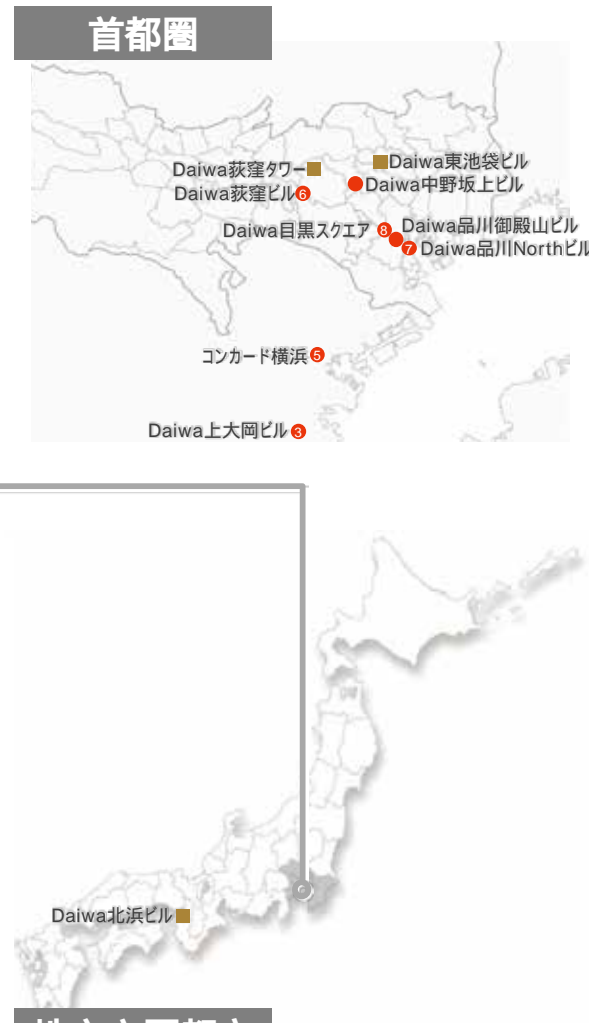 首都圏
Daiwa荻窪タワー
Daiwa東池袋ビル
Daiwa荻窪ビル6
Daiwa中野坂上ビル
Daiwa目黒スクエア 8
Daiwa品川御殿山ビル
7 Daiwa品川Northビル
コンカード横浜5
Daiwa上大岡ビル3
Daiwa北浜ビル